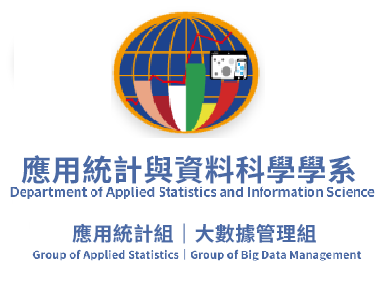 應用統計與資料科學學系
Department of Applied Statistics and Information Science
應用統計組｜大數據管理組
Group of Applied Statistics｜Group of Big Data Management